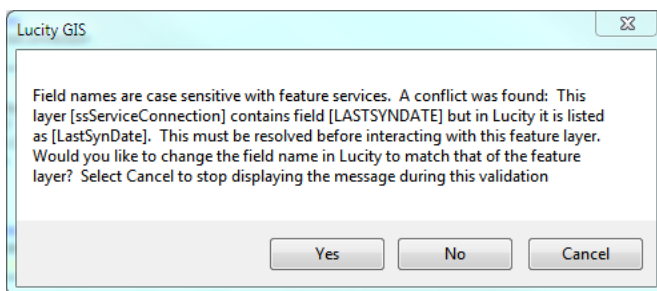 Lucity GIS
Field names are case sensitive with feature services.  A conflict was found:  This
layer [ssServiceConnection] contains field [LASTSYNDATE] but in Lucity it is listed
as [LastSynDate].  This must be resolved before interacting with this feature layer.
Would you like to change the field name in Lucity to match that of the feature
layer?  Select Cancel to stop displaying the message during this validation
Yes
No
Cancel